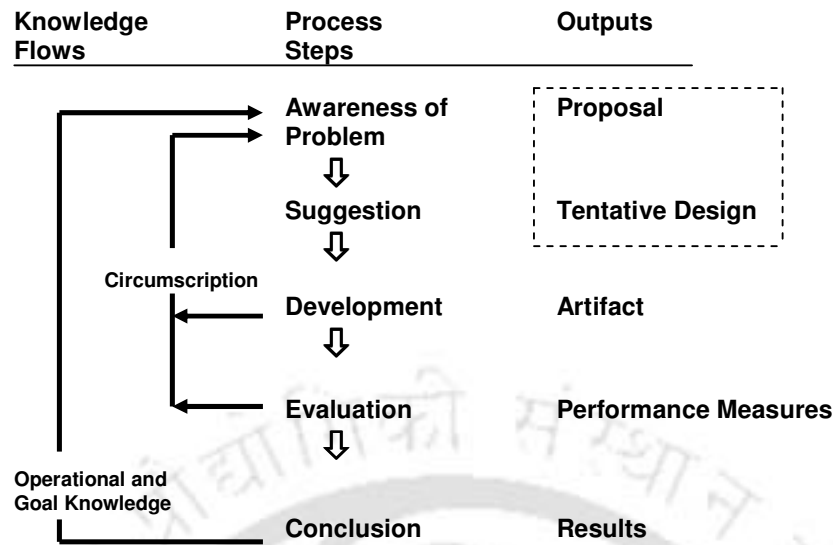 Knowledge Flows
Process Steps
Outputs
Awareness of Problem
Proposal
Suggestion
Tentative Design
Circumscription
Development
Artifact
Evaluation
Performance Measures
Operational and
Goal Knowledge
Conclusion
Results